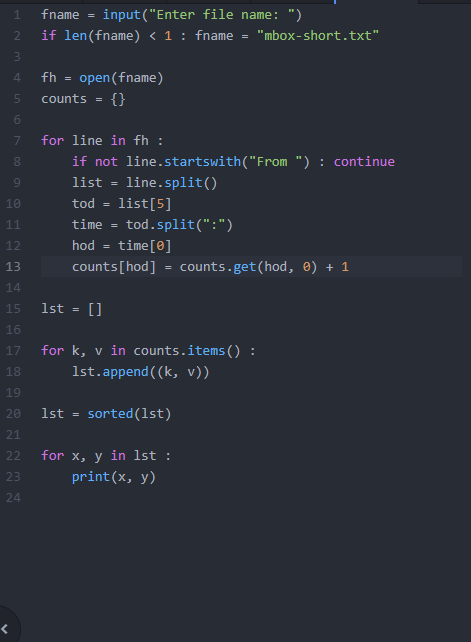 1 fname = input("Enter file name: ")
2 if len(fname) < 1 : fname = "mbox-short.txt"
3
4 fh = open(fname)
5 counts = {}
6
7 for line in fh :
8     if not line.startswith("From ") : continue
9     list = line.split()
10     tod = list[5]
11     time = tod.split(":")
12     hod = time[0]
13     counts[hod] = counts.get(hod, 0) + 1
14
15 lst = []
16
17 for k, v in counts.items() :
18     lst.append((k, v))
19
20 lst = sorted(lst)
21
22 for x, y in lst :
23     print(x, y)
24